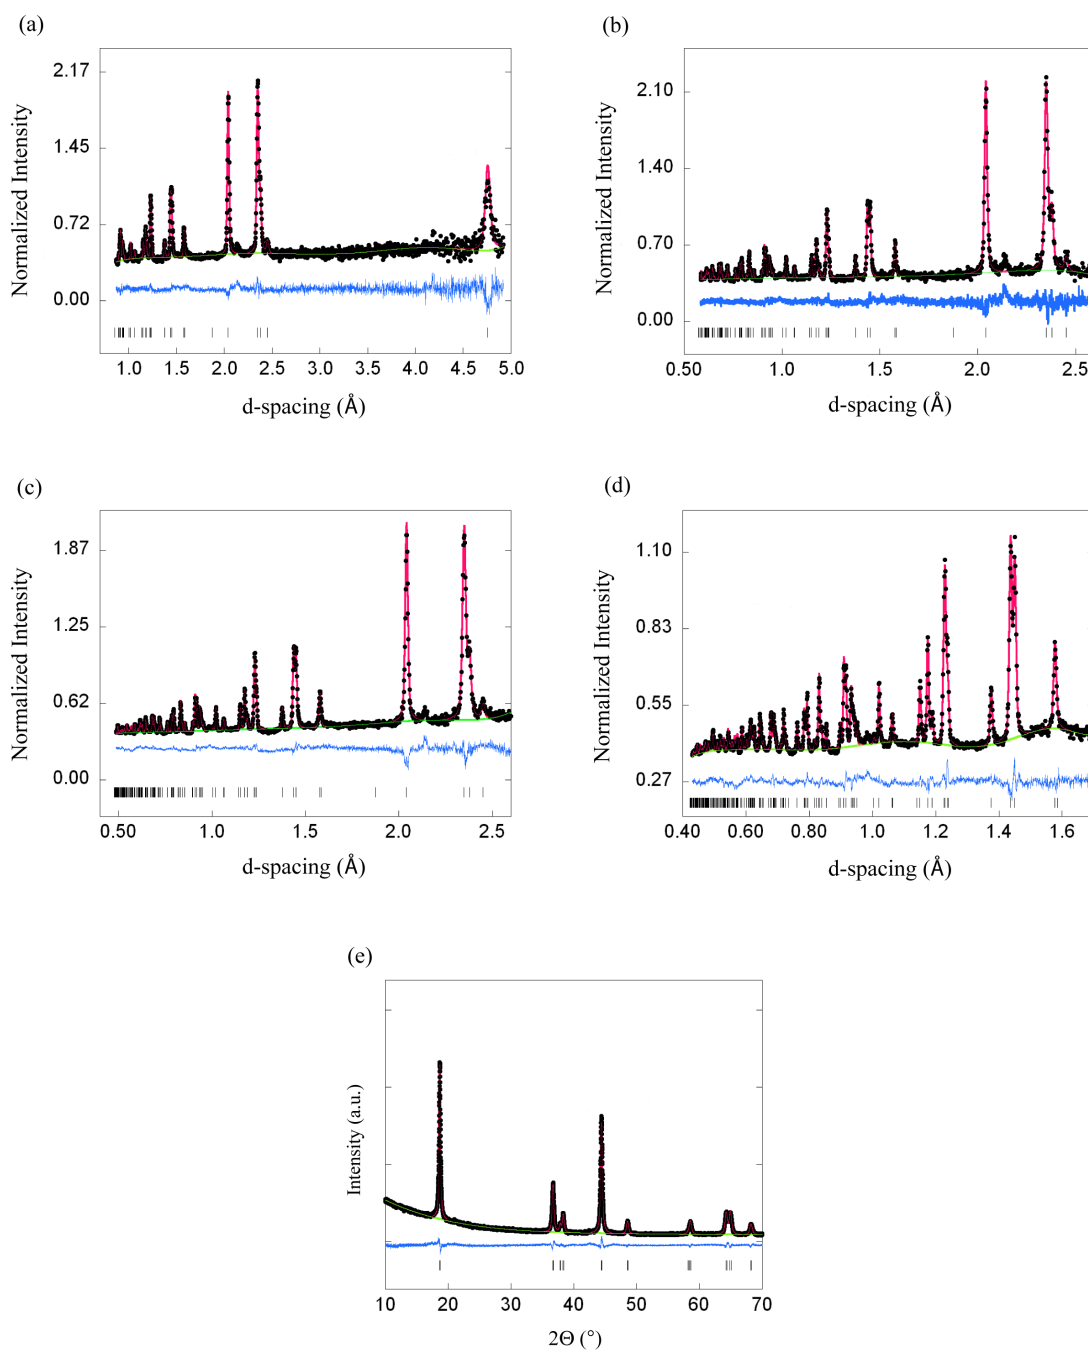 (a)
(b)
2.17
1.45
0.72
0.00
Normalized Intensity
1.0 1.5 2.0 2.5 3.0 3.5 4.0 4.5 5.0
d-spacing (Å)
2.10
1.40
0.70
0.00
Normalized Intensity
0.50 1.0 1.5 2.0 2.5
d-spacing (Å)
(c)
(d)
1.87
1.25
0.62
0.00
Normalized Intensity
0.50 1.0 1.5 2.0 2.5
d-spacing (Å)
1.10
0.83
0.55
0.27
Normalized Intensity
0.40 0.60 0.80 1.0 1.2 1.4 1.6
d-spacing (Å)
(e)
Intensity (a.u.)
10 20 30 40 50 60 70
2Θ (°)